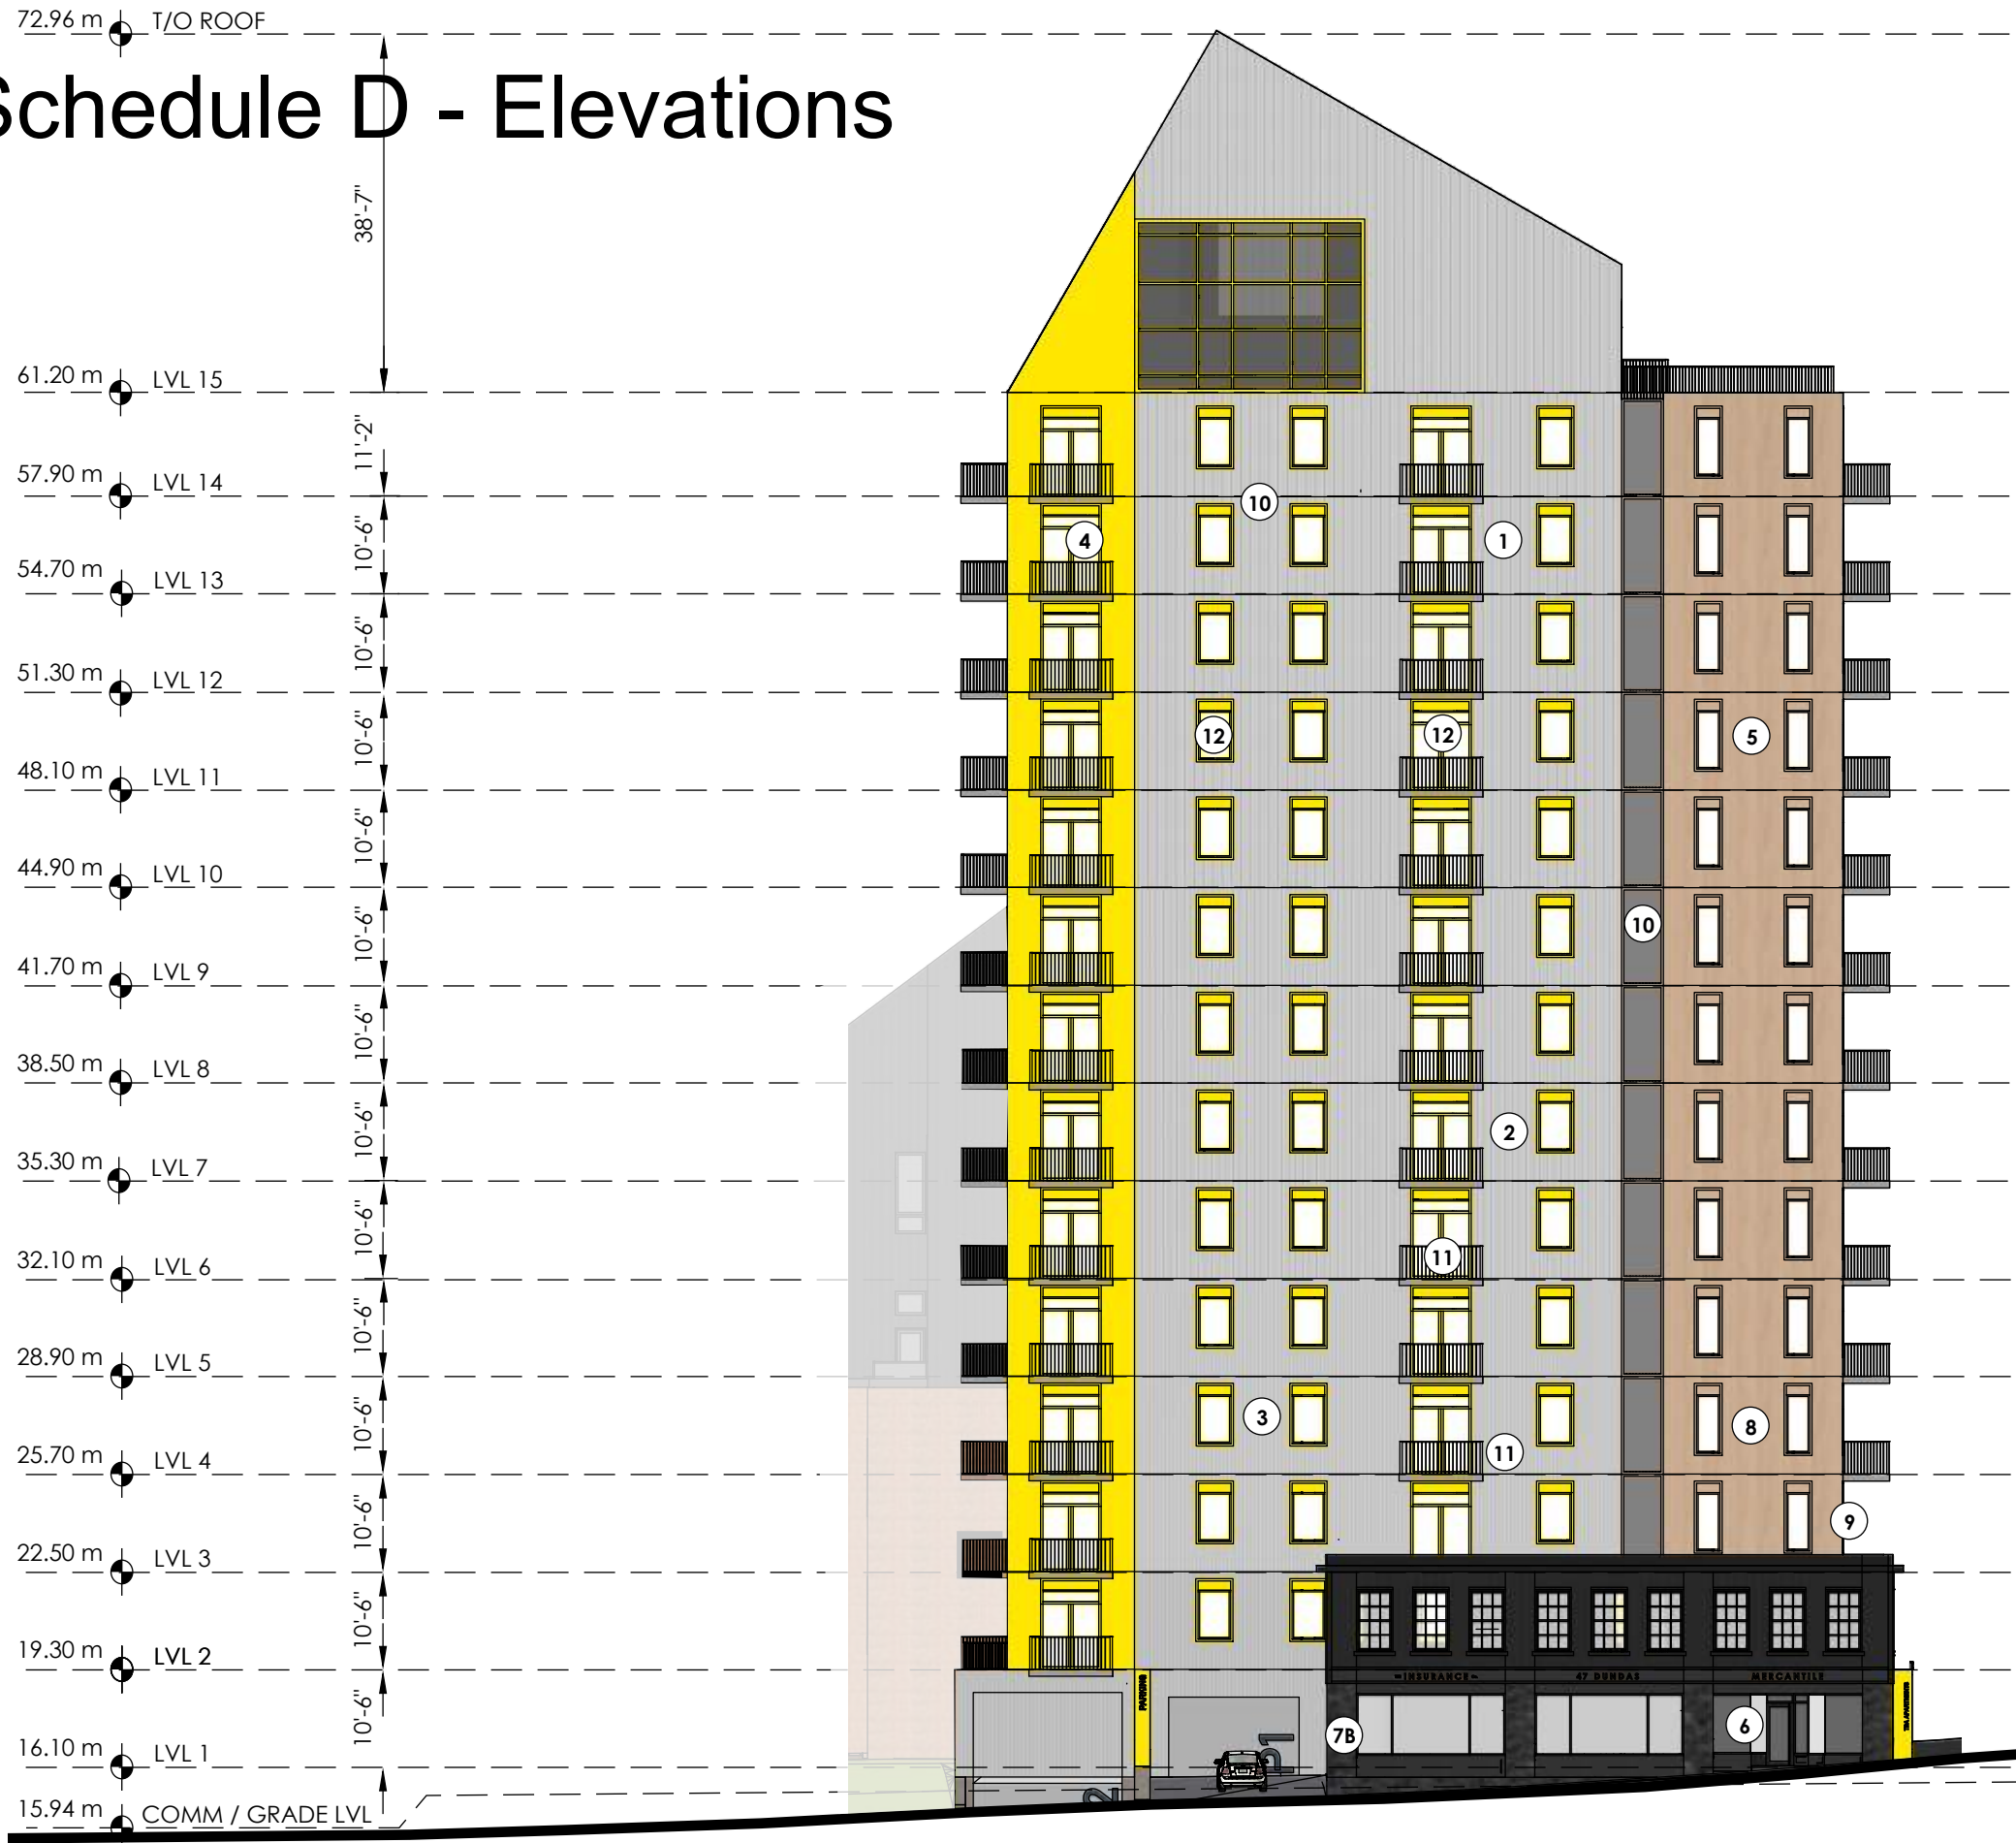 72.96 m T/O ROOF
Schedule D - Elevations
38'-7"
61.20 m LVL 15
11'-2"
57.90 m LVL 14
10
10'-6"
4
1
54.70 m LVL 13
10'-6"
51.30 m LVL 12
10'-6"
12
12
5
48.10 m LVL 11
10'-6"
44.90 m LVL 10
10'-6"
10
41.70 m LVL 9
10'-6"
38.50 m LVL 8
10'-6"
2
35.30 m LVL 7
10'-6"
11
32.10 m LVL 6
10'-6"
28.90 m LVL 5
10'-6"
3
8
11
25.70 m LVL 4
10'-6"
9
22.50 m LVL 3
10'-6"
19.30 m LVL 2
INSURANCE
47 DUNDAS
MERCANTILE
PARKING
10'-6"
7B
6
16.10 m LVL 1
15.94 m COMM / GRADE LVL